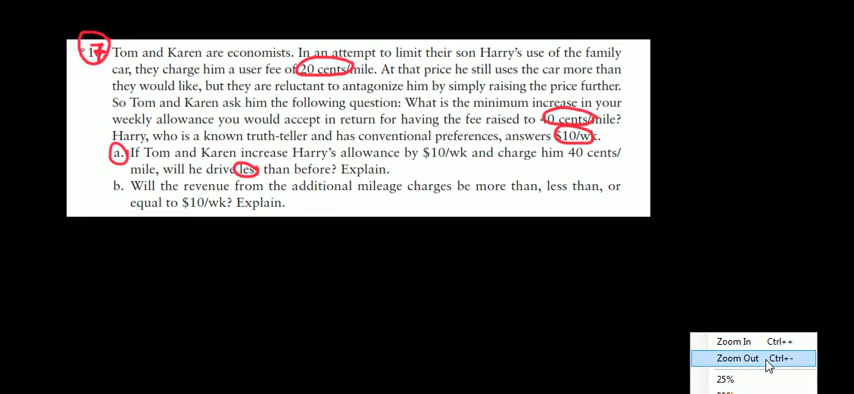 7. Tom and Karen are economists. In an attempt to limit their son Harry's use of the family
car, they charge him a user fee of 20 cents/mile. At that price he still uses the car more than
they would like, but they are reluctant to antagonize him by simply raising the price further.
So Tom and Karen ask him the following question: What is the minimum increase in your
weekly allowance you would accept in return for having the fee raised to 40 cents/mile?
Harry, who is a known truth-teller and has conventional preferences, answers $10/wk.
a. If Tom and Karen increase Harry's allowance by $10/wk and charge him 40 cents/
mile, will he drive less than before? Explain.
b. Will the revenue from the additional mileage charges be more than, less than, or
equal to $10/wk? Explain.
Zoom In Ctrl++
Zoom Out Ctrl+-
25%